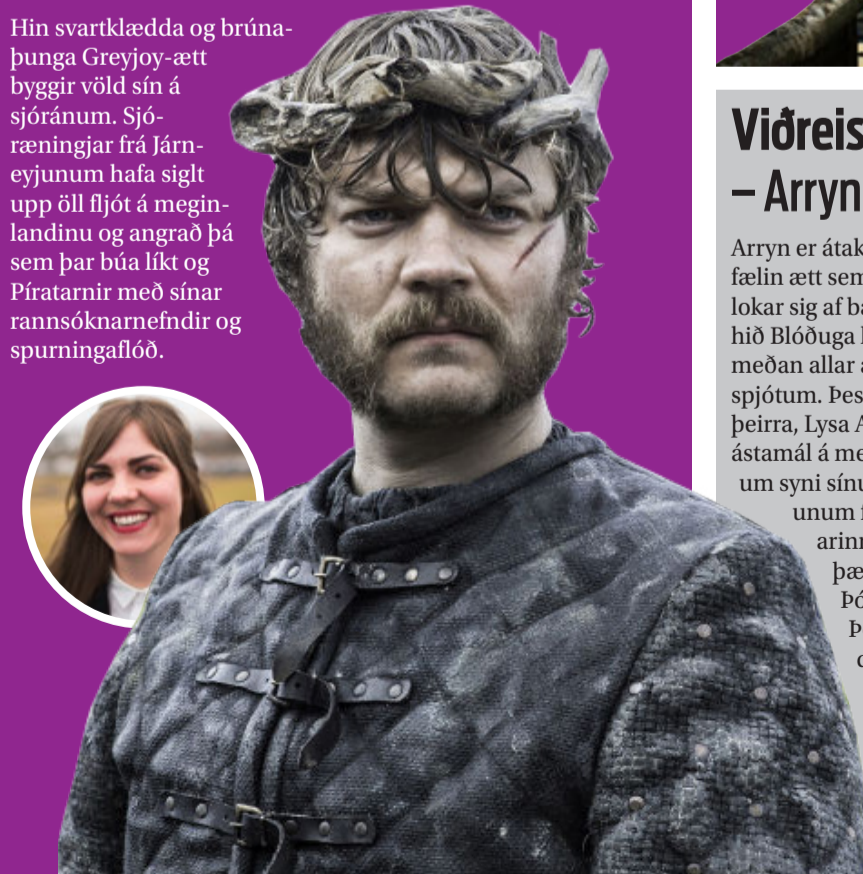 Hin svartklædda og brúna-
þunga Greyjoy-ætt
byggir völd sín á
sjóránum. Sjó-
ræningjar frá Járn-
eyjunum hafa siglt
upp öll fljót á megin-
landinu og angrað þá
sem þar búa líkt og
Píratarnir með sínar
rannsóknarnefndir og
spurningaflóð.
Viðreis
– Arryn
Arryn er átak
fælin ætt sem
lokar sig af ba
hið Blóðuga
meðan allar a
spjótum. Þes
þeirra, Lysa A
ástamál á me
um syni sínu
unum
arinn
þæ
Þó